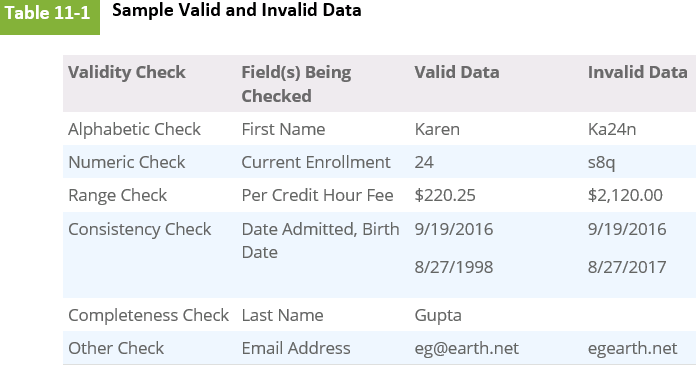 Table 11-1 Sample Valid and Invalid Data
Validity Check Field(s) Being Checked Valid Data Invalid Data
Alphabetic Check First Name Karen Ka24n
Numeric Check Current Enrollment 24 s8q
Range Check Per Credit Hour Fee $220.25 $2,120.00
Consistency Check Date Admitted, Birth Date 9/19/2016 9/19/2016
8/27/1998 8/27/2017
Completeness Check Last Name Gupta
Other Check Email Address eg@earth.net egearth.net